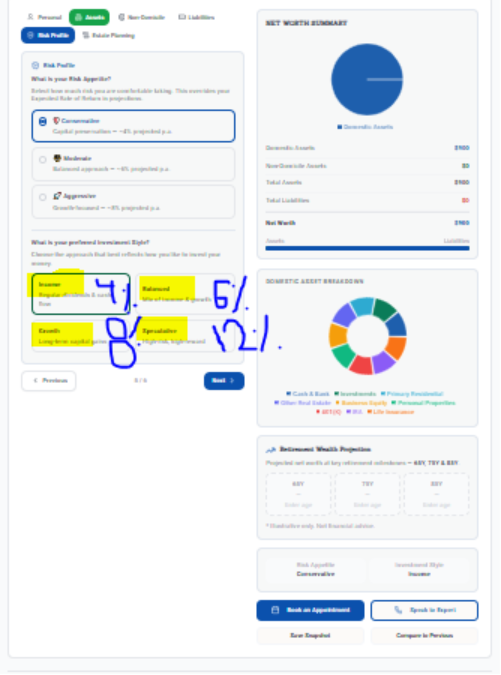 Personal
Assets
Non-Domicile
Liabilities
Risk Profile
Estate Planning
Risk Profile
What is your Risk Appetite?
Select how much risk you are comfortable taking. This overrides your
Expected Rate of Return in projections.
Conservative
Capital preservation — ~4% projected p.a.
Moderate
Balanced approach — ~6% projected p.a.
Aggressive
Growth-focused — ~8% projected p.a.
What is your preferred Investment Style?
Choose the approach that best reflects how you like to invest your
money.
Income
Regular dividends & cash
flow
4%.
Balanced
Mix of income & growth
6%.
Growth
Long-term capital gains
8%
Speculative
High-risk, high-reward
12%.
Previous
Next
NET WORTH SUMMARY
Domestic Assets
Domestic Assets
$100
Non-Domicile Assets
$0
Total Assets
$100
Total Liabilities
$0
Net Worth
$100
Assets
Liabilities
DOMESTIC ASSET BREAKDOWN
Cash & Bank
Investments
Primary Residential
Other Real Estate
Business Equity
Personal Properties
Life Insurance
Retirement Wealth Projection
Projected net worth at key retirement milestones — 65Y, 75Y & 85Y
65Y
75Y
85Y
—
—
—
Enter age
Enter age
Enter age
* Illustrative only. Not financial advice.
Risk Appetite
Conservative
Investment Style
Income
Book an Appointment
Speak to Expert
Save Snapshot
Compare to Previous